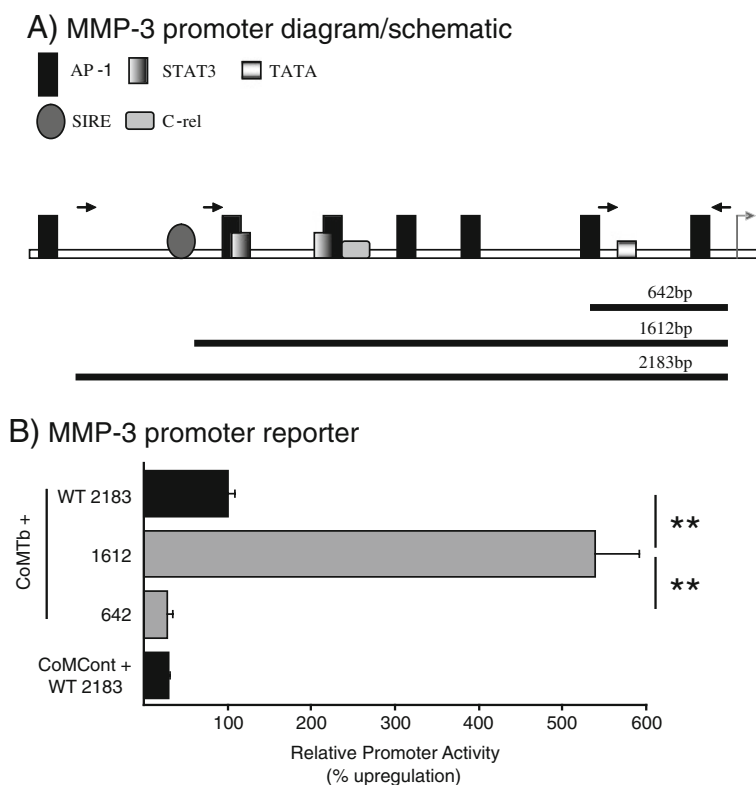 A) MMP-3 promoter diagram/schematic
AP -1 STAT3 TATA
SIRE C-rel
642bp
1612bp
2183bp
B) MMP-3 promoter reporter
CoMTb +
WT 2183
**
1612
**
642
CoMCont +
WT 2183
100 200 300 400 500 600
Relative Promoter Activity
(% upregulation)